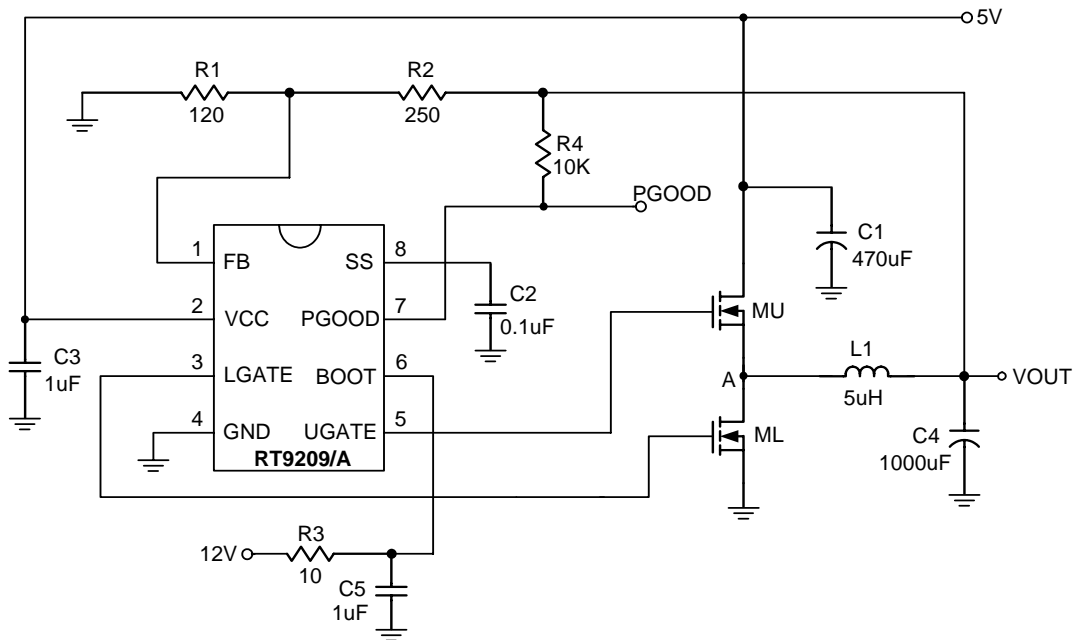 5V
R1
120
R2
250
R4
10K
PGOOD
C1
470uF
1
FB
SS
8
C2
0.1uF
2
VCC
PGOOD
7
MU
C3
1uF
3
LGATE
BOOT
6
A
L1
5uH
VOUT
4
GND
UGATE
5
ML
C4
1000uF
RT9209/A
12V
R3
10
C5
1uF